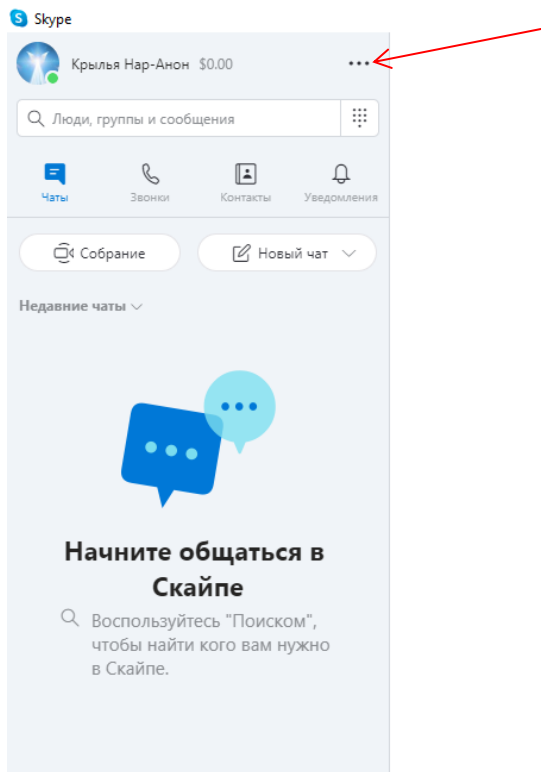 Skype
Крылья Нар-Анон $0.00
Люди, группы и сообщения
Чаты Звонки Контакты Уведомления
Собрание Новый чат
Недавние чаты
Начните общаться в
Скайпе
Воспользуйтесь "Поиском",
чтобы найти кого вам нужно
в Скайпе.